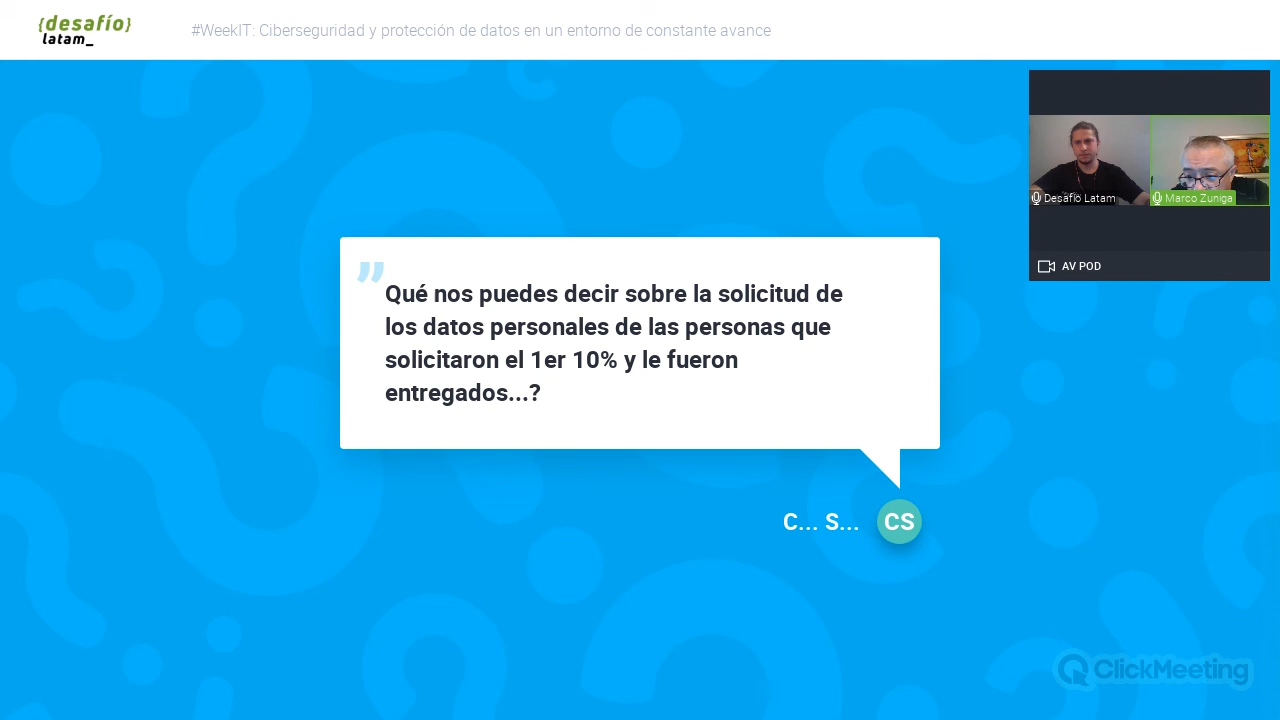 {desafío}
latam_
#WeekIT: Ciberseguridad y protección de datos en un entorno de constante avance
Desafío Latam
Marco Zuniga
AV POD
”
Qué nos puedes decir sobre la solicitud de
los datos personales de las personas que
solicitaron el 1er 10% y le fueron
entregados...?
C... S...
CS
ClickMeeting